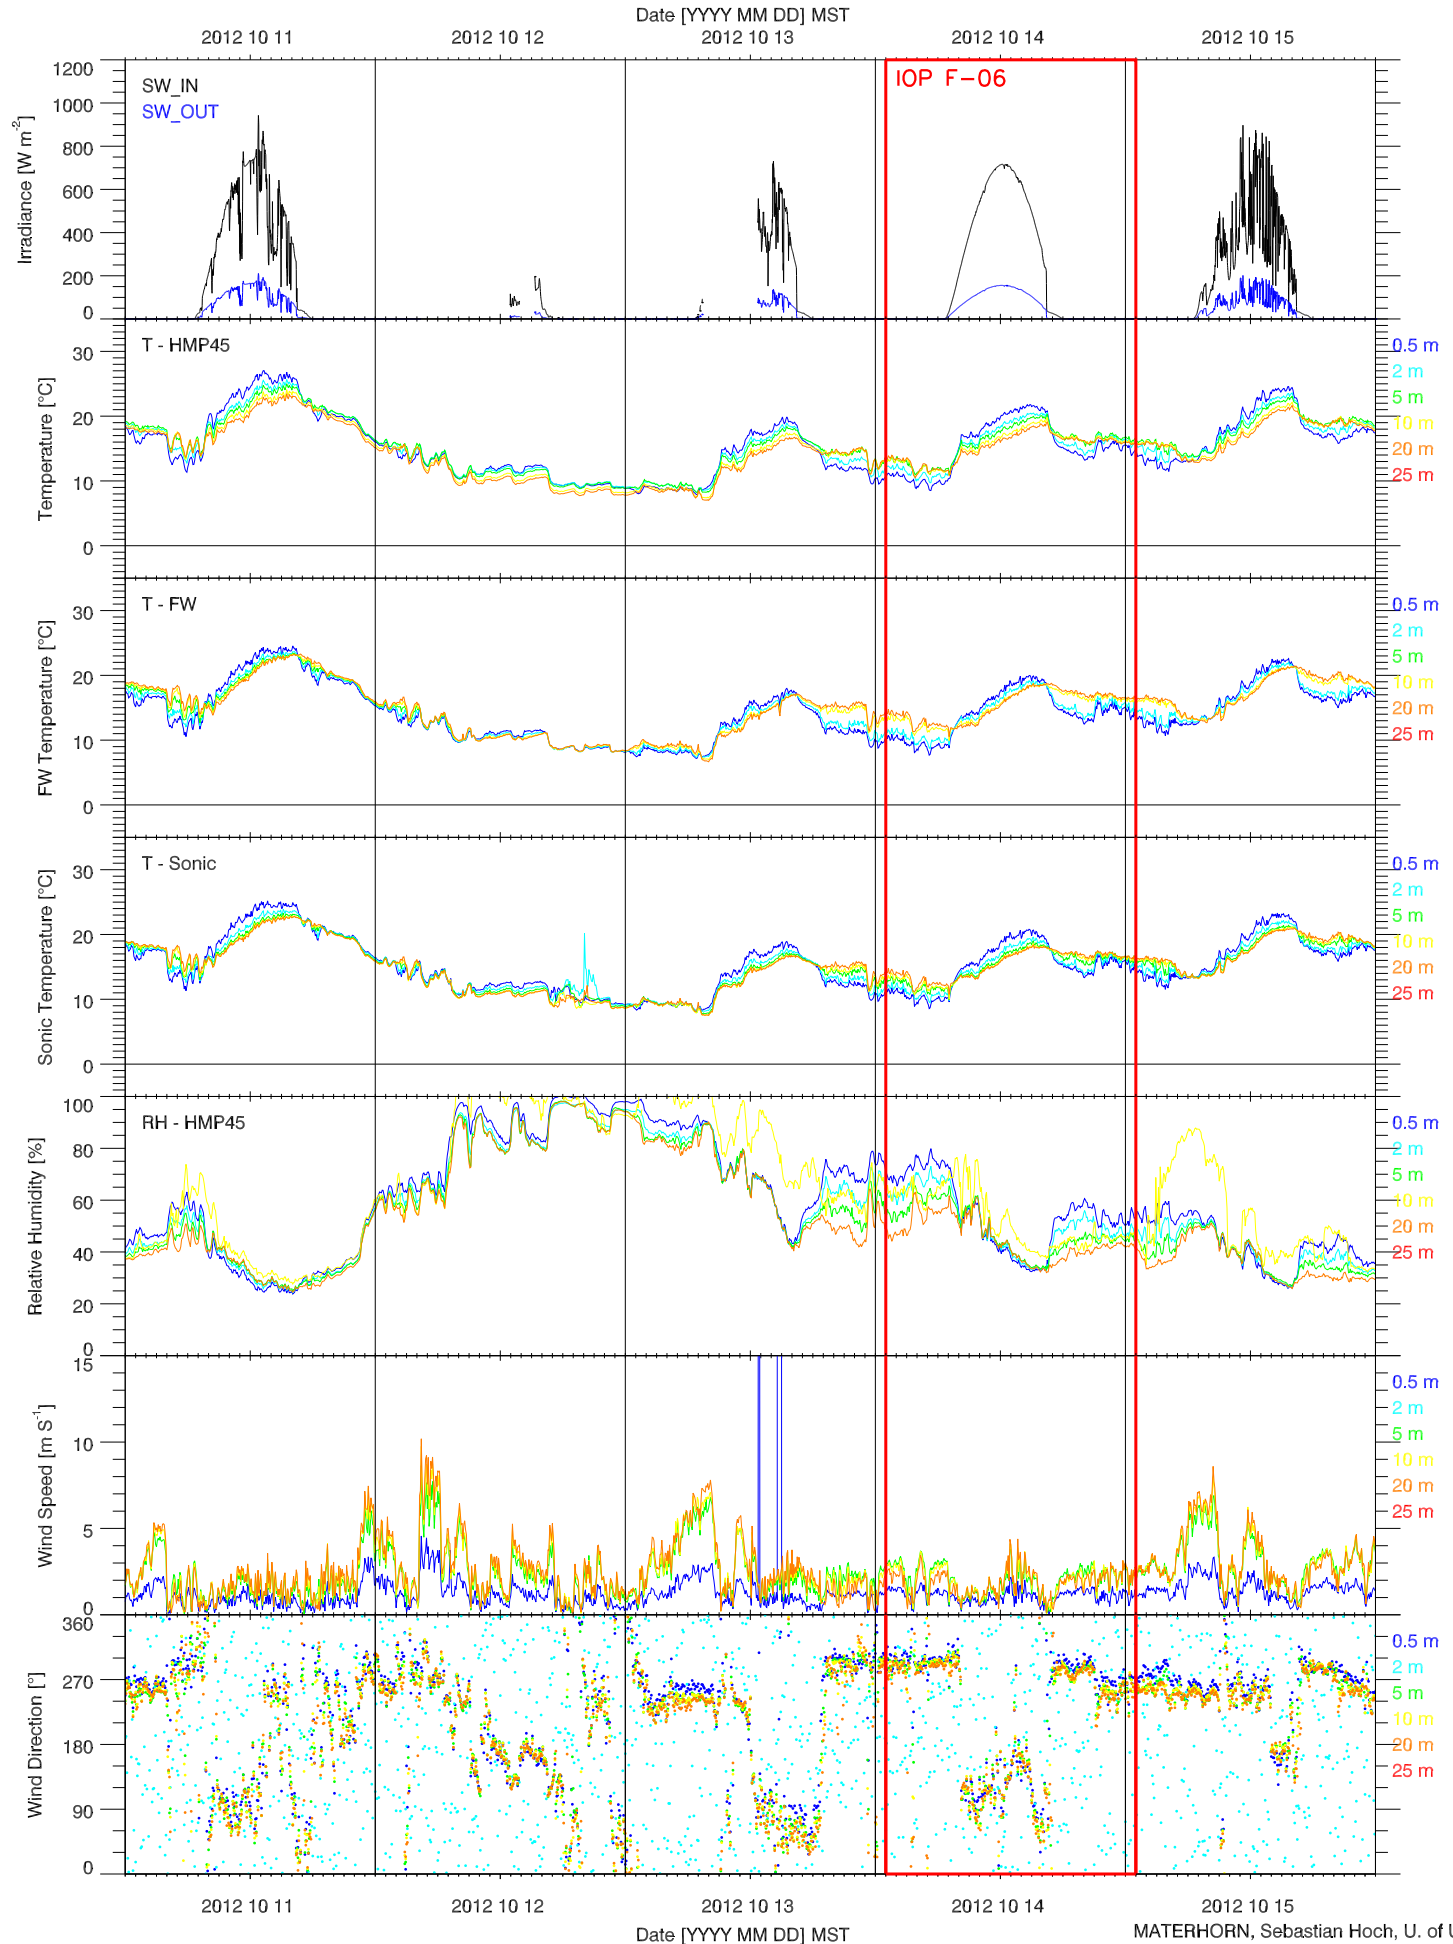 Date [YYYY MM DD] MST
2012 10 11 2012 10 12 2012 10 13 2012 10 14 2012 10 15
IOP F-06
SW_IN
SW_OUT
Irradiance [W m-2]
1200
1000
800
600
400
200
0
T - HMP45
Temperature [°C]
30
20
10
0
0.5 m
2 m
5 m
10 m
20 m
25 m
T - FW
FW Temperature [°C]
30
20
10
0
0.5 m
2 m
5 m
10 m
20 m
25 m
T - Sonic
Sonic Temperature [°C]
30
20
10
0
0.5 m
2 m
5 m
10 m
20 m
25 m
RH - HMP45
Relative Humidity [%]
100
80
60
40
20
0
0.5 m
2 m
5 m
10 m
20 m
25 m
Wind Speed [m S-1]
15
10
5
0
0.5 m
2 m
5 m
10 m
20 m
25 m
Wind Direction [°]
360
270
180
90
0
0.5 m
2 m
5 m
10 m
20 m
25 m
2012 10 11 2012 10 12 2012 10 13 2012 10 14 2012 10 15
Date [YYYY MM DD] MST
MATERHORN, Sebastian Hoch, U. of